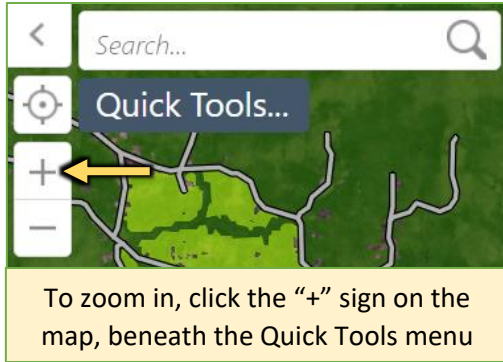 Search...
Quick Tools...
To zoom in, click the “+” sign on the
map, beneath the Quick Tools menu